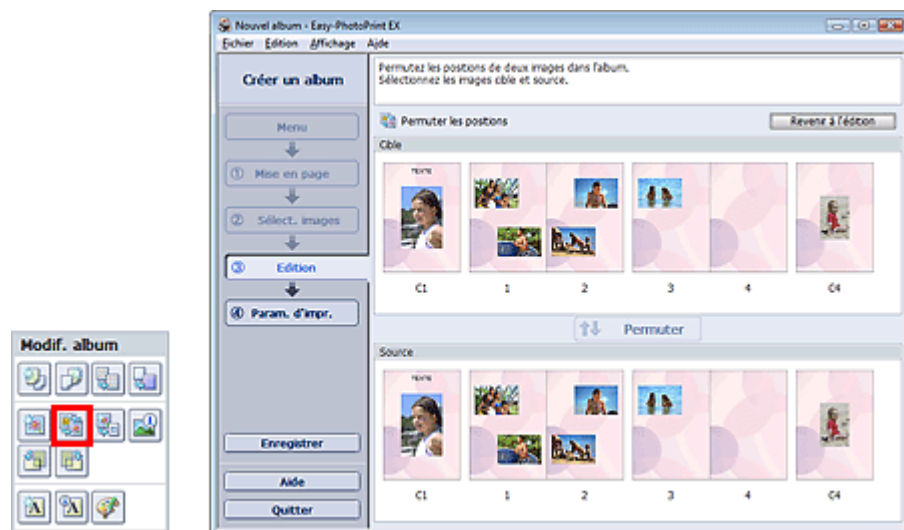 Nouvel album - Easy-PhotoPrint EX
Fichier Edition Affichage Aide
Créer un album
Permutez les positions de deux images dans l'album.
Sélectionnez les images cible et source.
Menu
① Mise en page
② Sélect. images
③ Edition
④ Param. d'impr.
Enregistrer
Aide
Quitter
Permuter les positions
Revenir à l'édition
Cible
TEXTE
C1 1 2 3 4 C4
Permuter
Source
TEXTE
C1 1 2 3 4 C4
Modif. album